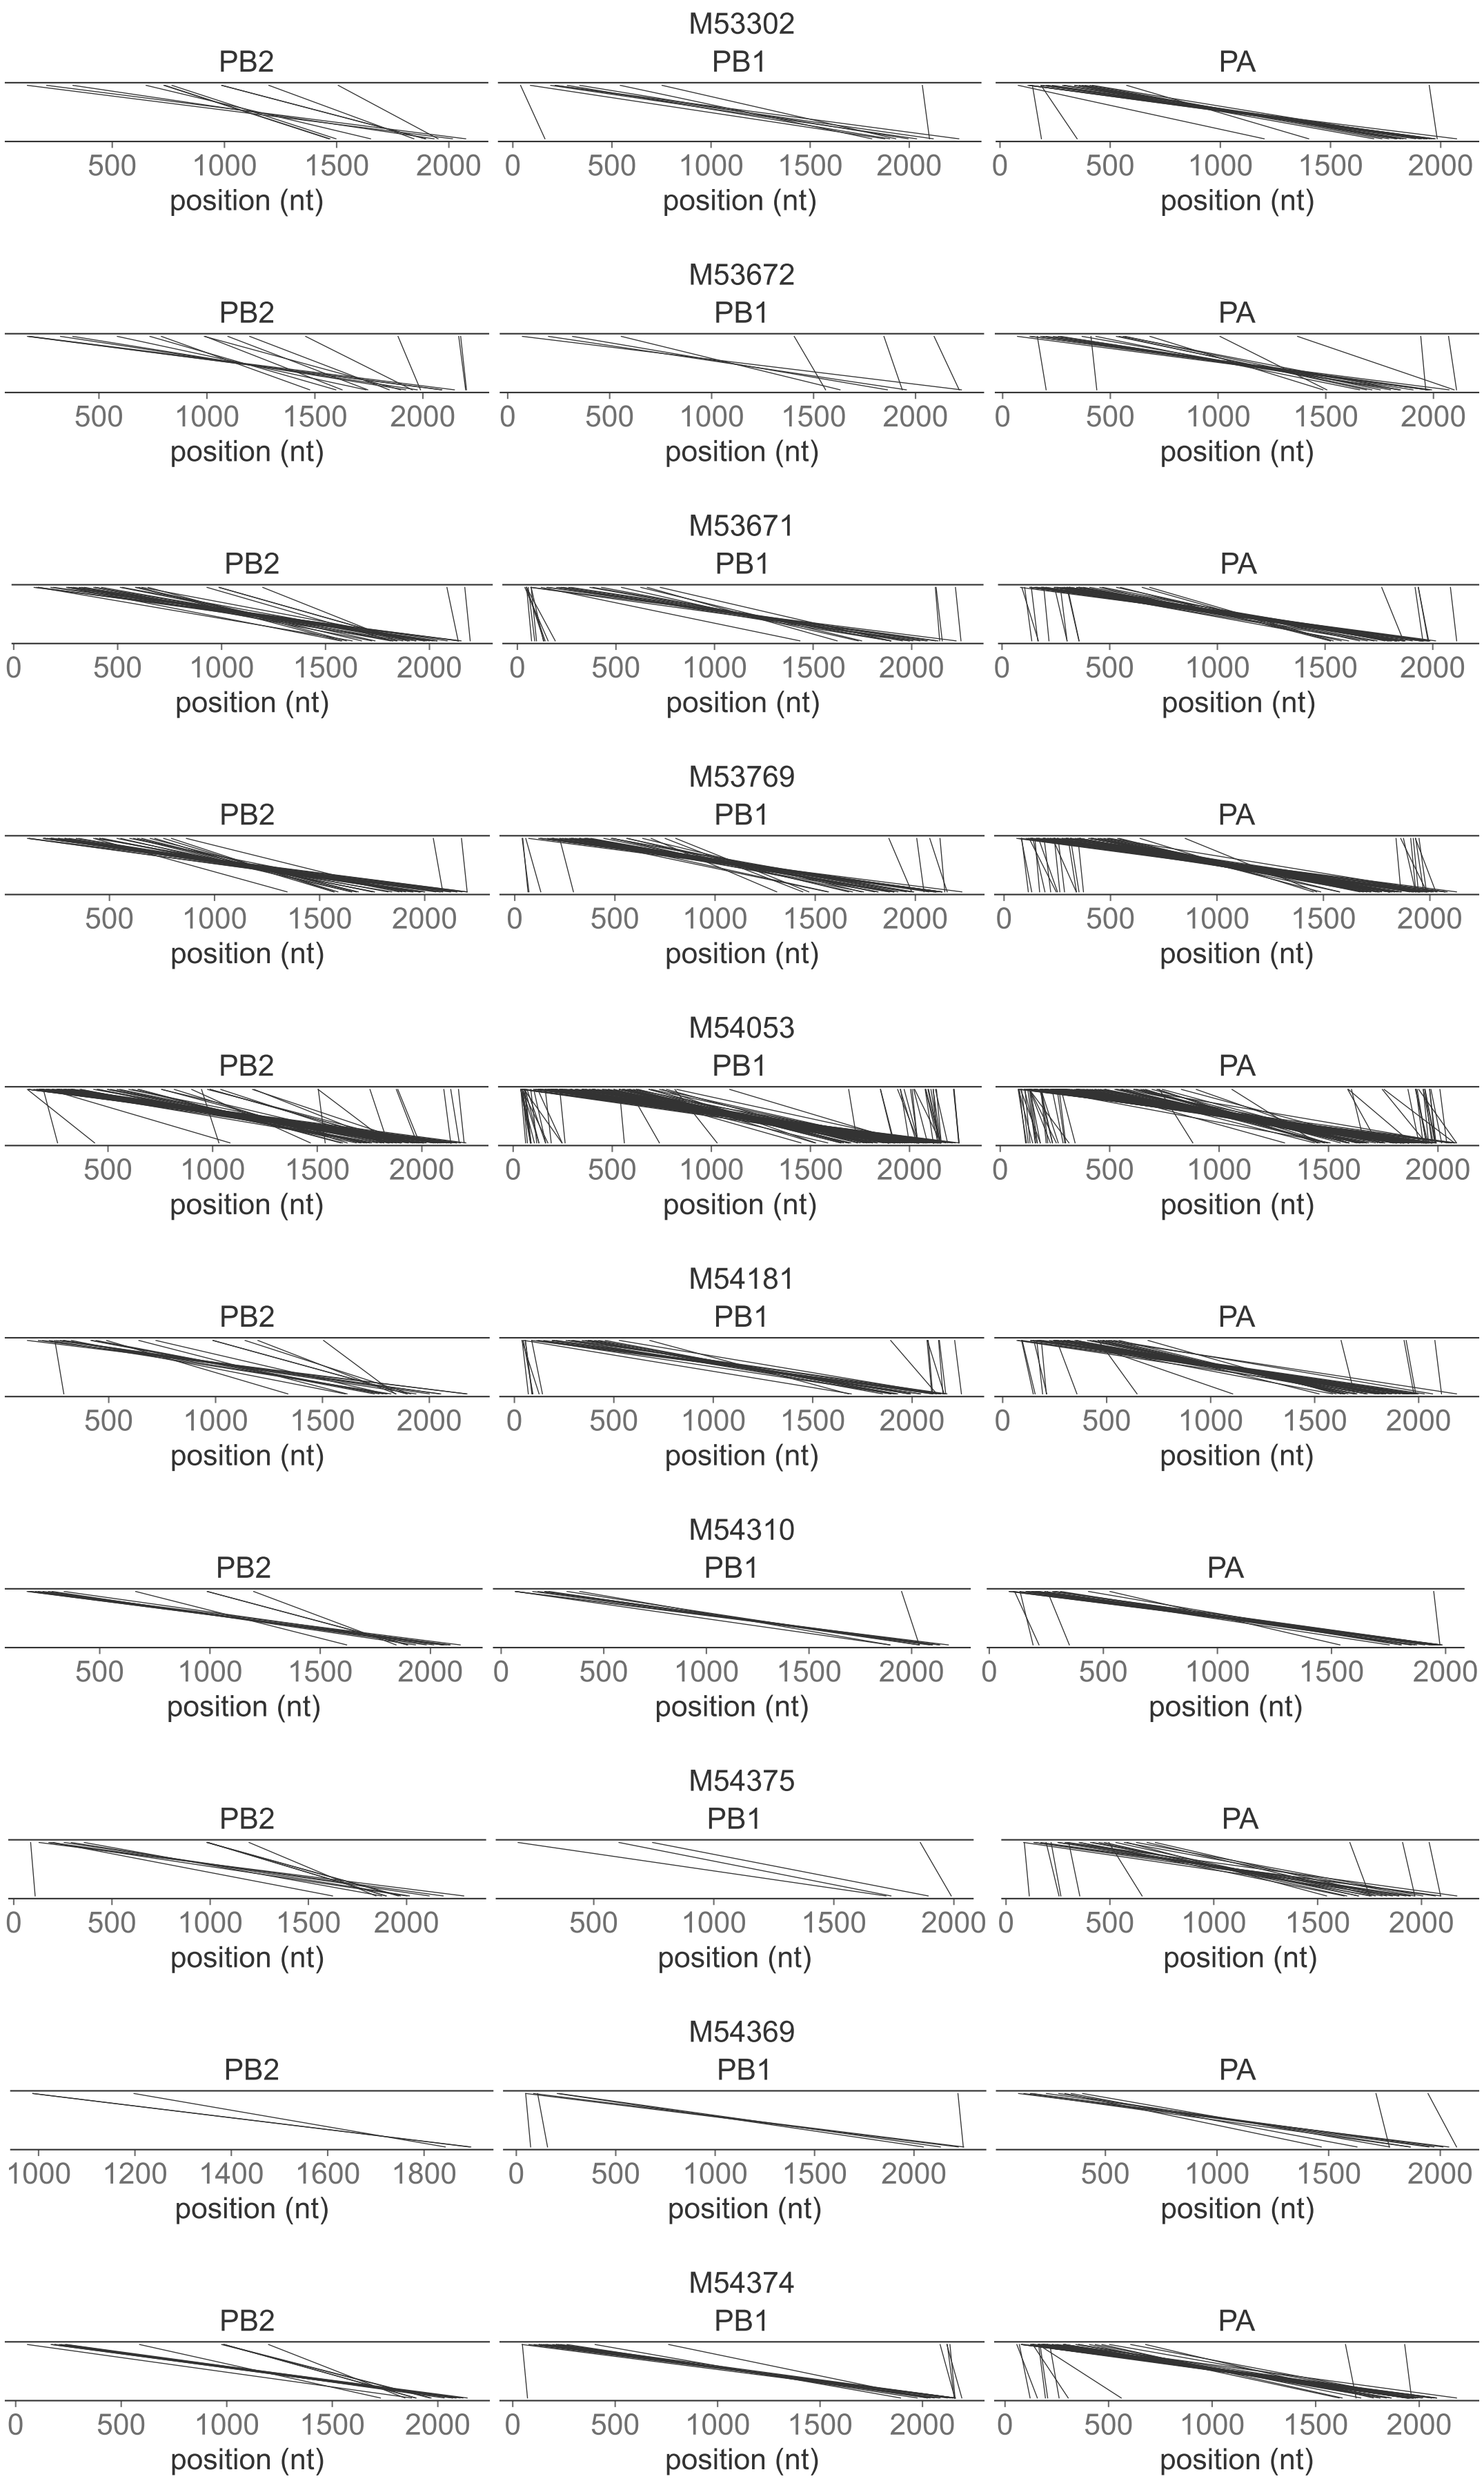 M53302
PB2 PB1 PA
500 1000 1500 2000 0 500 1000 1500 2000 0 500 1000 1500 2000
position (nt) position (nt) position (nt)
M53672
PB2 PB1 PA
500 1000 1500 2000 0 500 1000 1500 2000 0 500 1000 1500 2000
position (nt) position (nt) position (nt)
M53671
PB2 PB1 PA
0 500 1000 1500 2000 0 500 1000 1500 2000 0 500 1000 1500 2000
position (nt) position (nt) position (nt)
M53769
PB2 PB1 PA
500 1000 1500 2000 0 500 1000 1500 2000 0 500 1000 1500 2000
position (nt) position (nt) position (nt)
M54053
PB2 PB1 PA
500 1000 1500 2000 0 500 1000 1500 2000 0 500 1000 1500 2000
position (nt) position (nt) position (nt)
M54181
PB2 PB1 PA
500 1000 1500 2000 0 500 1000 1500 2000 0 500 1000 1500 2000
position (nt) position (nt) position (nt)
M54310
PB2 PB1 PA
500 1000 1500 2000 0 500 1000 1500 2000 0 500 1000 1500 2000
position (nt) position (nt) position (nt)
M54375
PB2 PB1 PA
0 500 1000 1500 2000 500 1000 1500 2000 0 500 1000 1500 2000
position (nt) position (nt) position (nt)
M54369
PB2 PB1 PA
1000 1200 1400 1600 1800 0 500 1000 1500 2000 500 1000 1500 2000
position (nt) position (nt) position (nt)
M54374
PB2 PB1 PA
0 500 1000 1500 2000 0 500 1000 1500 2000 0 500 1000 1500 2000
position (nt) position (nt) position (nt)